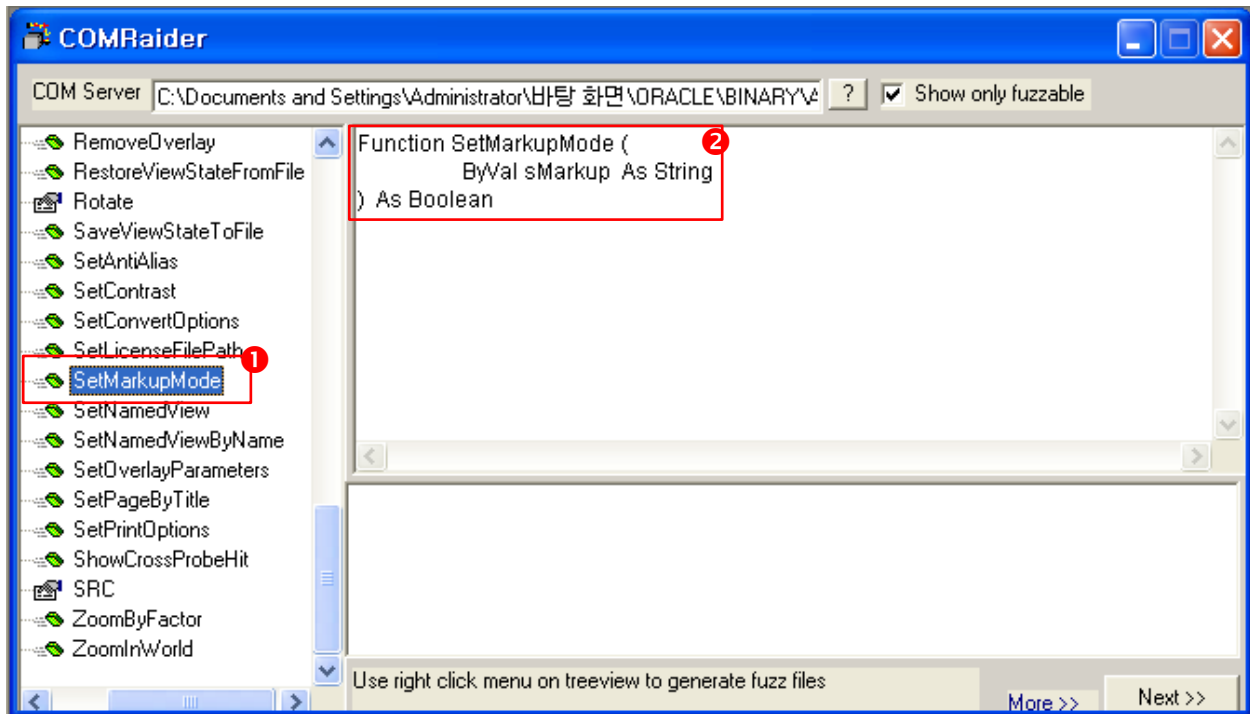 COMRaider
COM Server C:\Documents and Settings\Administrator\바탕 화면\ORACLE\BINARY\A ? Show only fuzzable
RemoveOverlay
RestoreViewStateFromFile
Rotate
SaveViewStateToFile
SetAntiAlias
SetContrast
SetConvertOptions
SetLicenseFilePath
1
SetMarkupMode
SetNamedView
SetNamedViewByName
SetOverlayParameters
SetPageByTitle
SetPrintOptions
ShowCrossProbeHit
SRC
ZoomByFactor
ZoomInWorld
Function SetMarkupMode (
2
ByVal sMarkup As String
) As Boolean
Use right click menu on treeview to generate fuzz files
More >> Next >>